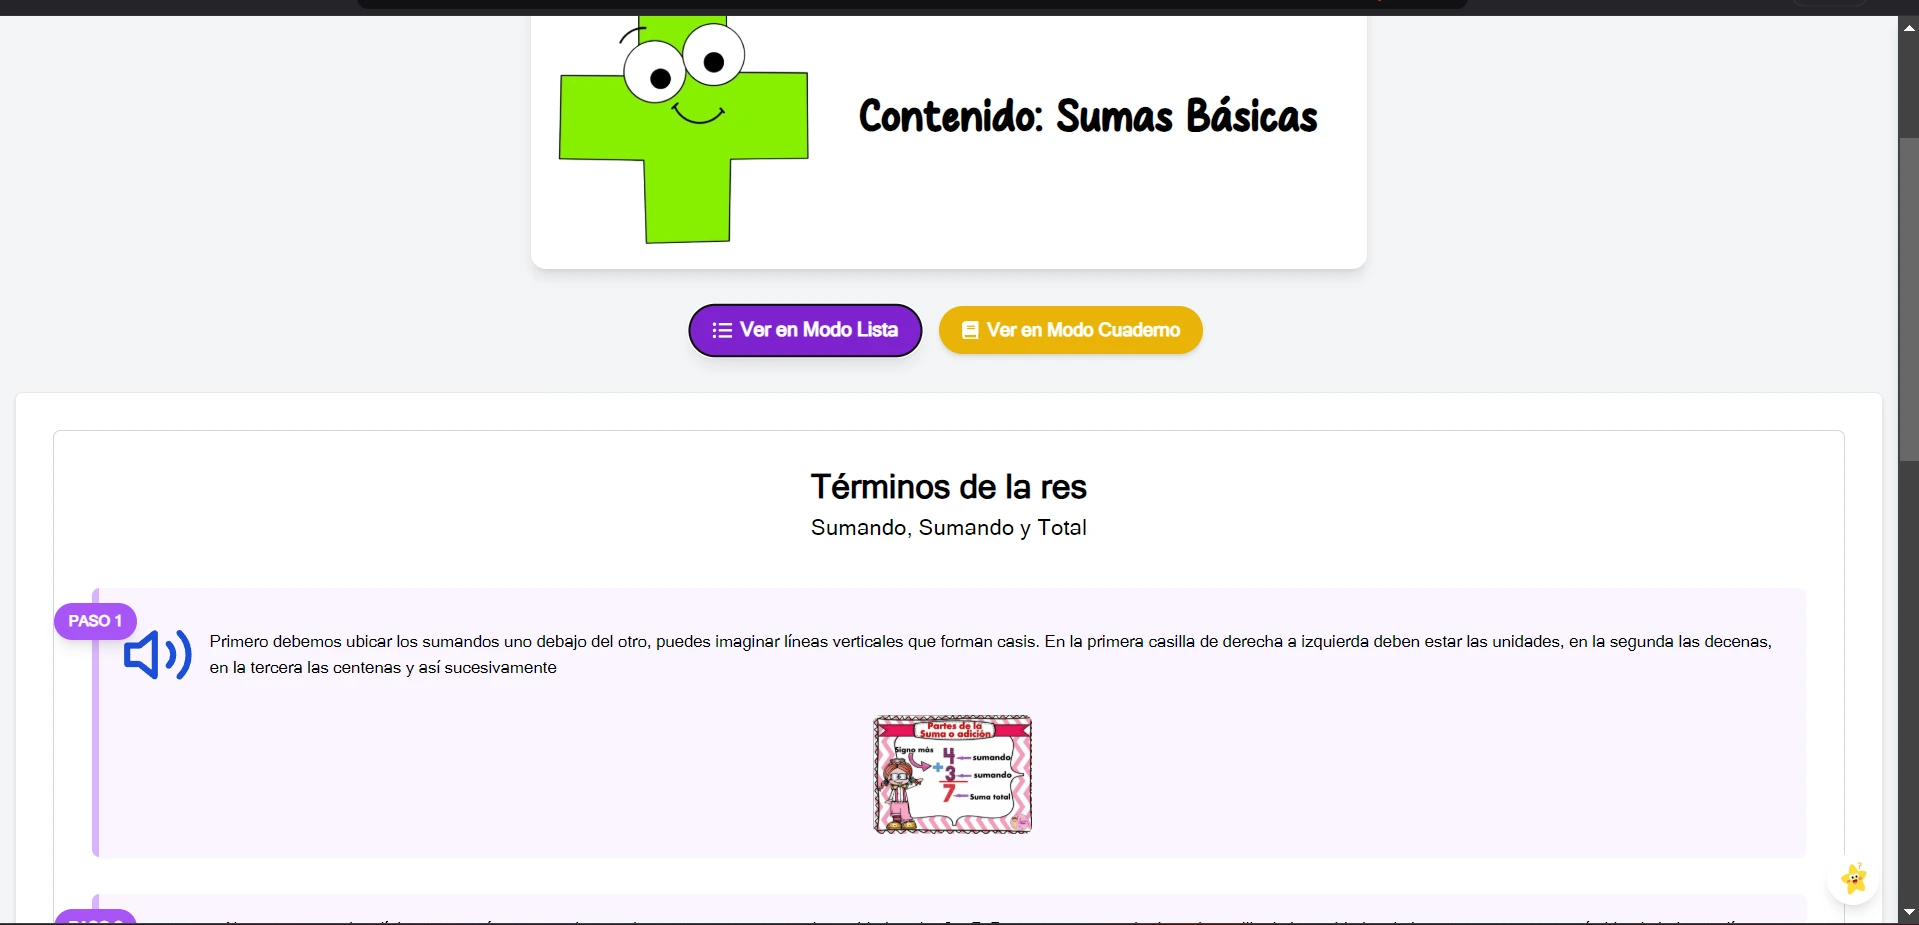 Contenido: Sumas Básicas
Ver en Modo Lista
Ver en Modo Cuaderno
Términos de la res
Sumando, Sumando y Total
PASO 1
Primero debemos ubicar los sumandos uno debajo del otro, puedes imaginar líneas verticales que forman casis. En la primera casilla de derecha a izquierda deben estar las unidades, en la segunda las decenas,
en la tercera las centenas y así sucesivamente
Partes de la
Suma o adición
Signo más
4 sumando
+ 3 sumando
7 Suma total